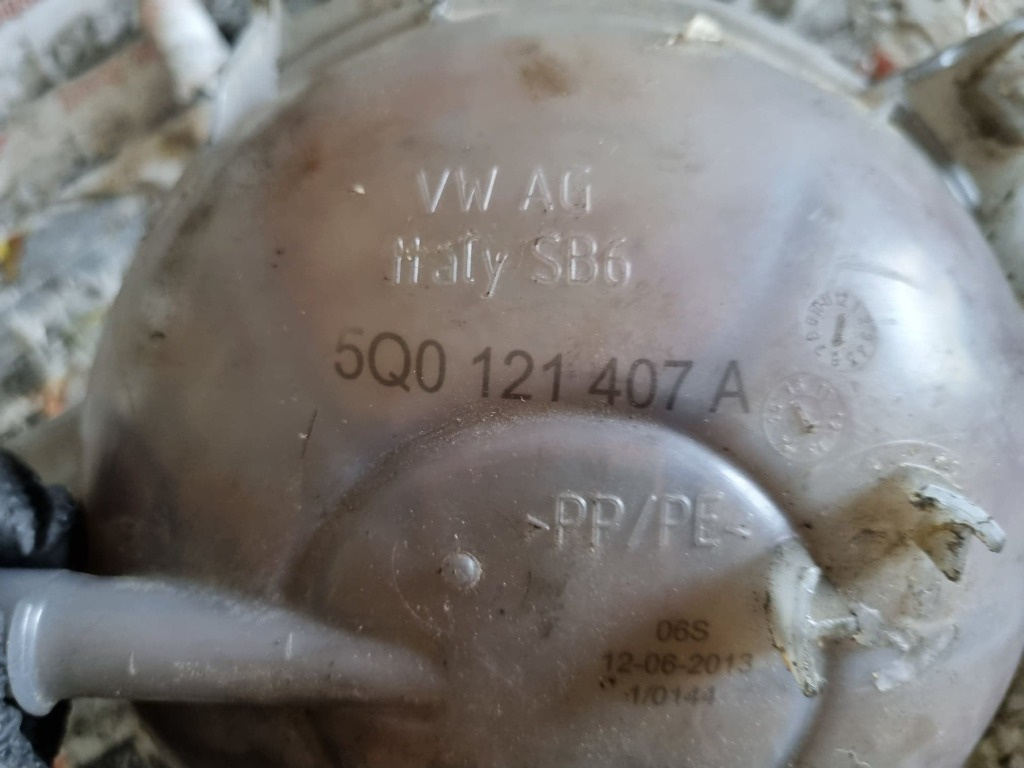 VW AG
Italy SB6
5Q0 121 407 A
>PP/PE<
06S
12-06-2013
1/0144